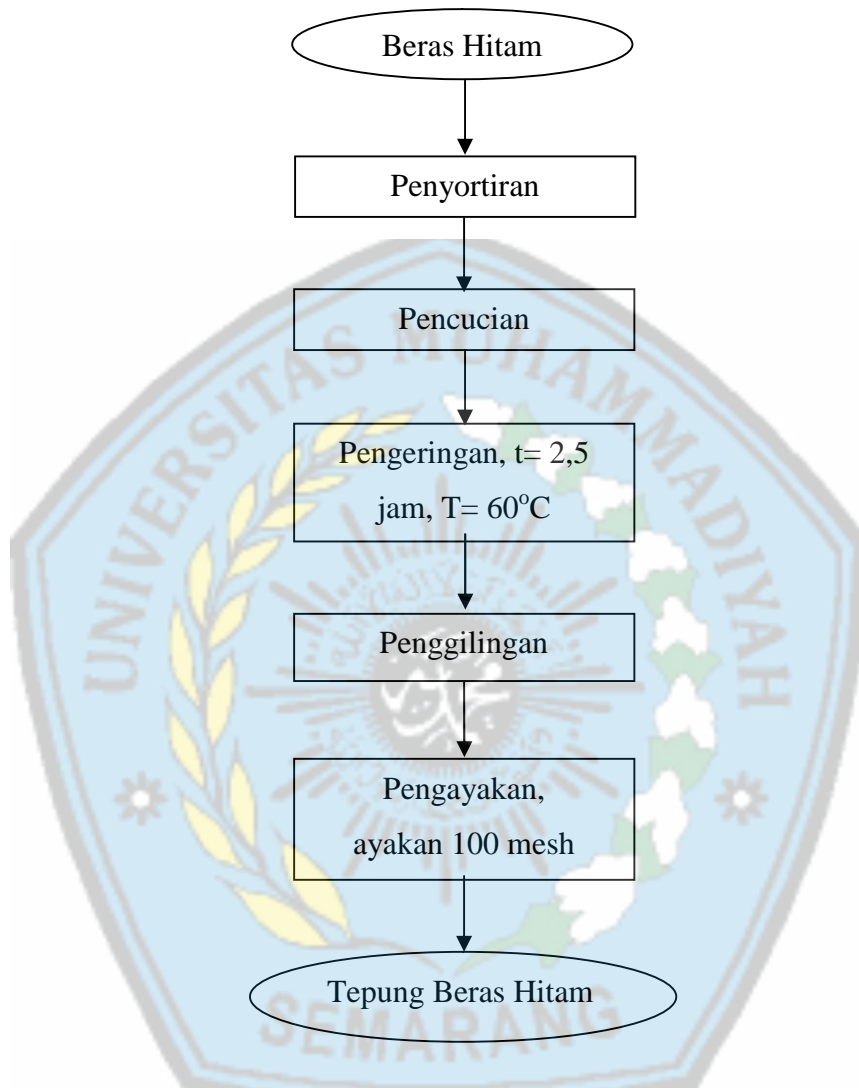 Beras Hitam
Penyortiran
Pencucian
Pengeringan, t= 2,5
jam, T= 60°C
Penggilingan
Pengayakan,
ayakan 100 mesh
Tepung Beras Hitam
UNIVERSITAS MUHAMMADIYAH
SEMARANG